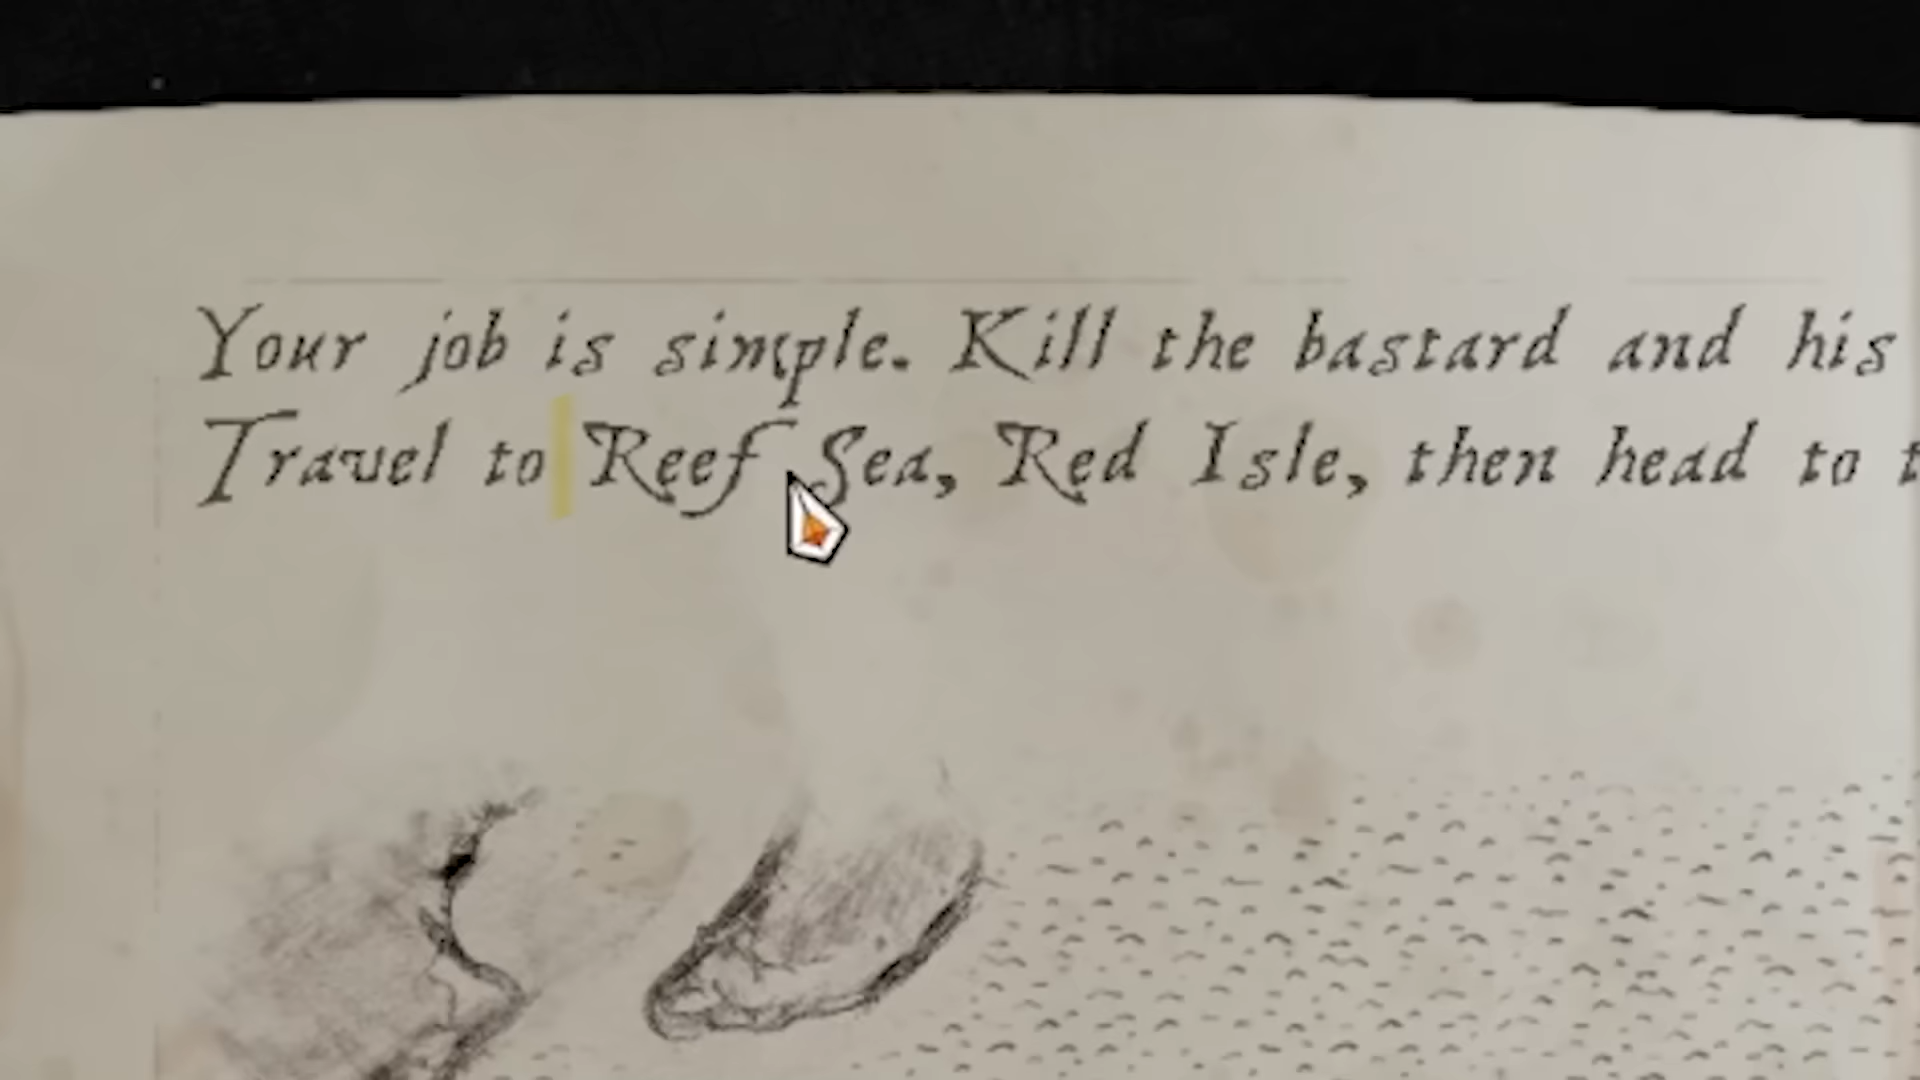 Your job is simple. Kill the bastard and his
Travel to Reef Sea, Red Isle, then head to t